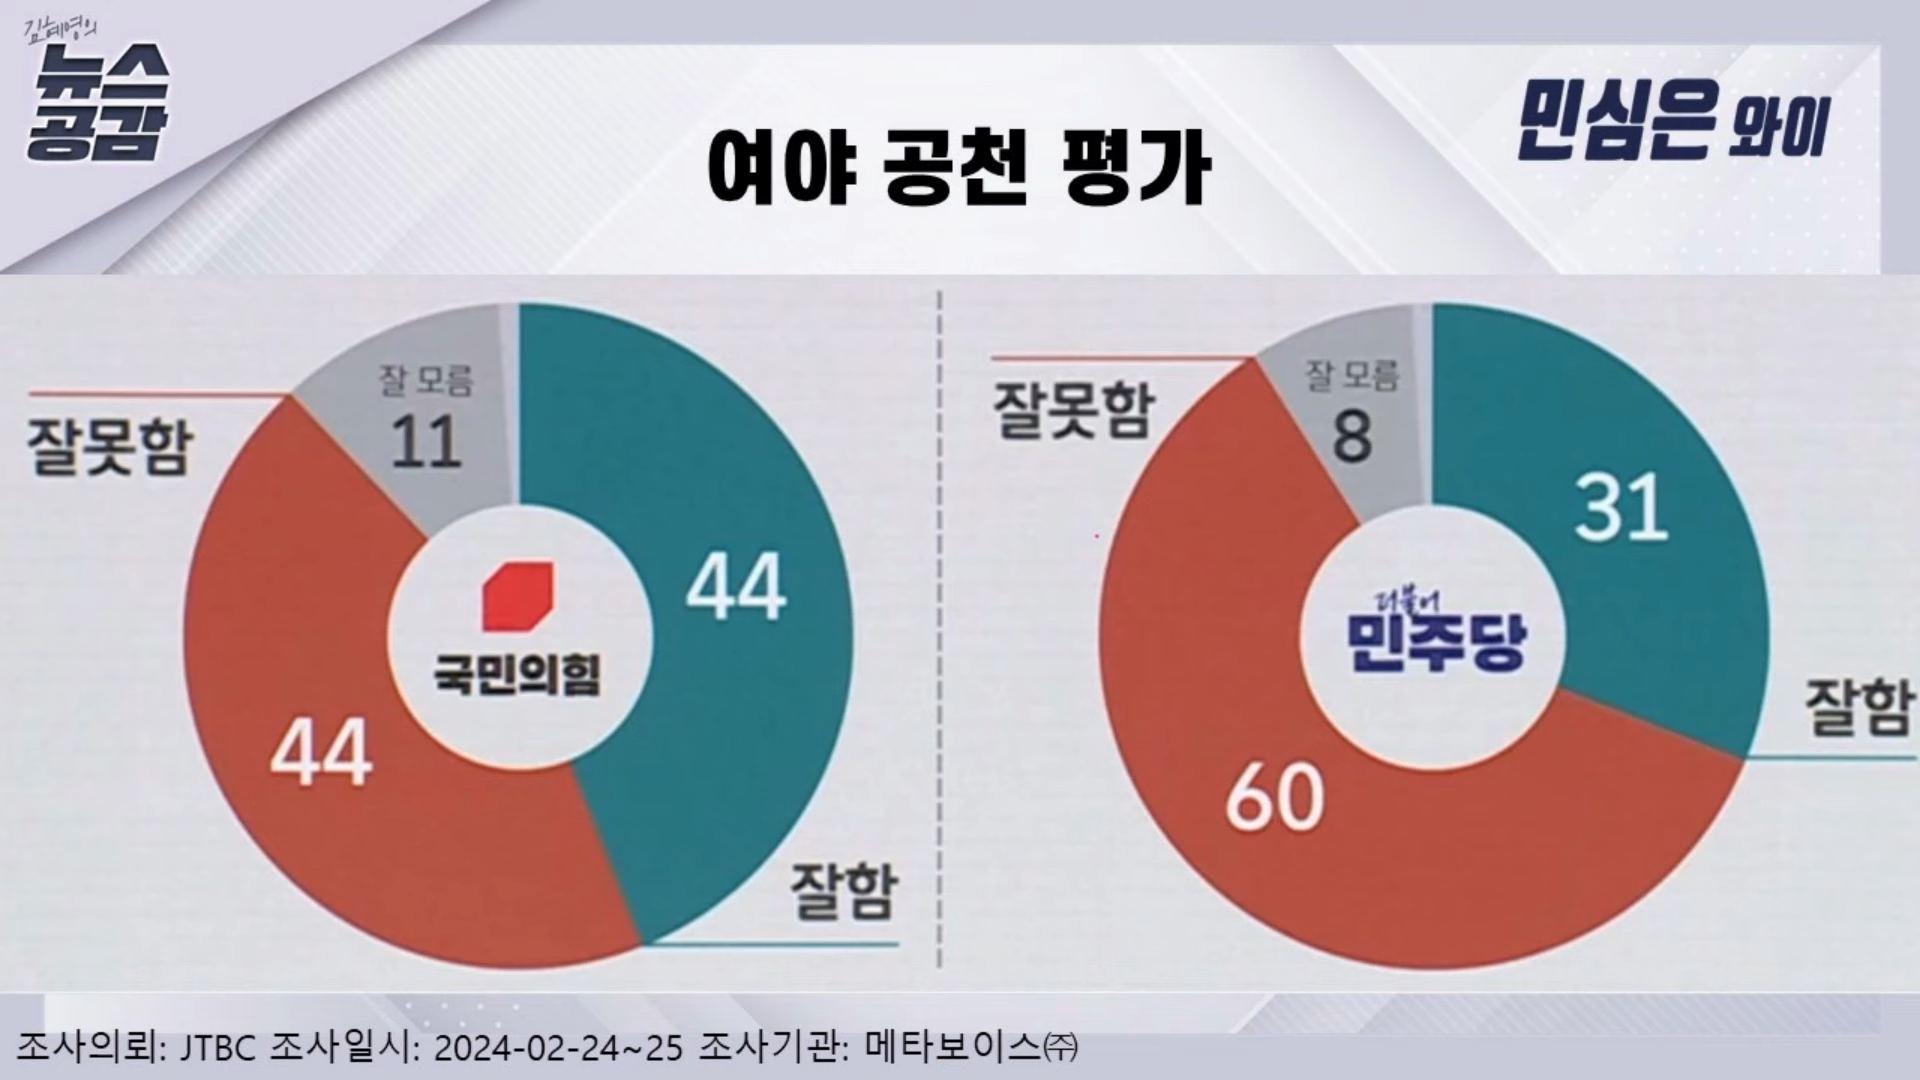 김혜영의
뉴스
공감
민심은 와이
여야 공천 평가
잘못함
잘 모름
11
44
44
국민의힘
잘함
잘못함
잘 모름
8
31
60
더불어
민주당
잘함
조사의뢰: JTBC 조사일시: 2024-02-24~25 조사기관: 메타보이스㈜